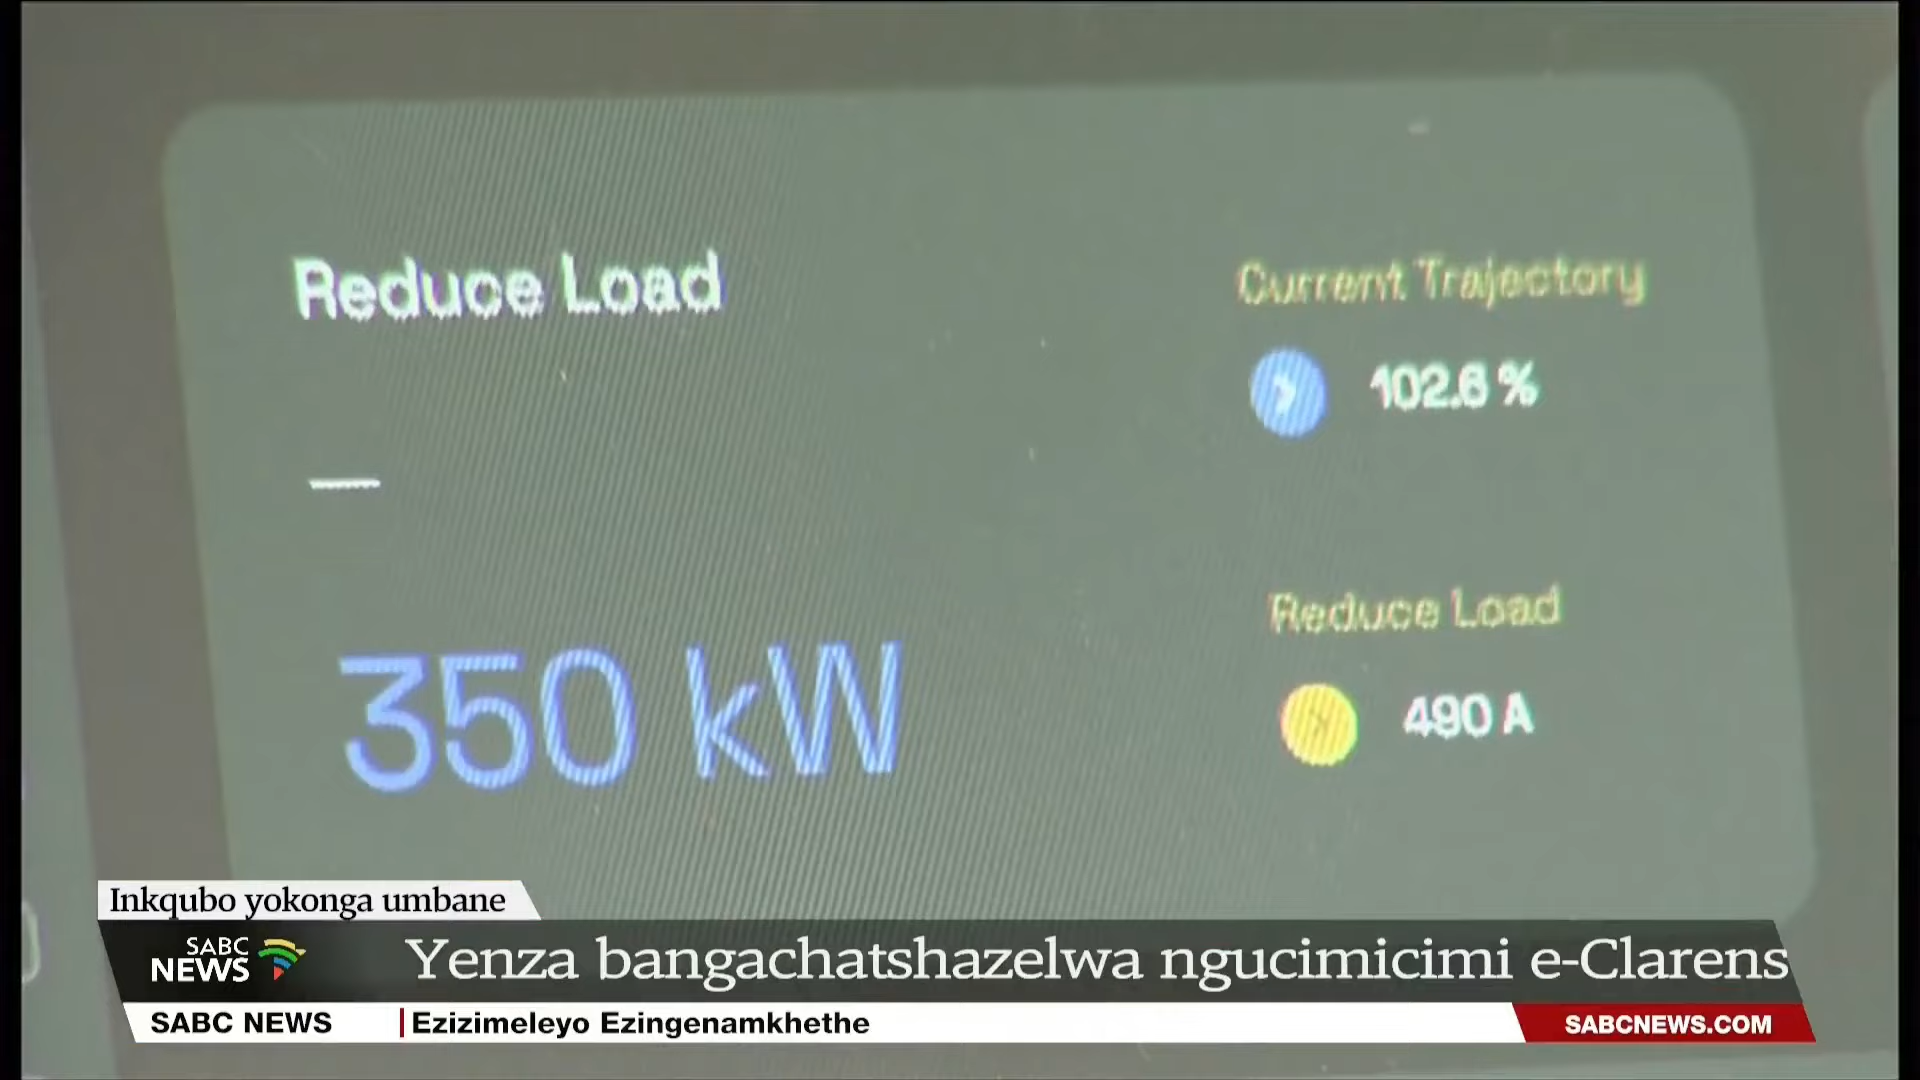 Reduce Load
Current Trajectory
102.6 %
350 kW
Reduce Load
490 A
Inkqubo yokonga umbane
SABC NEWS
Yenza bangachatshazelwa ngucimicimi e-Clarens
SABC NEWS
Ezizimeleyo Ezingenamkhethe
SABCNEWS.COM